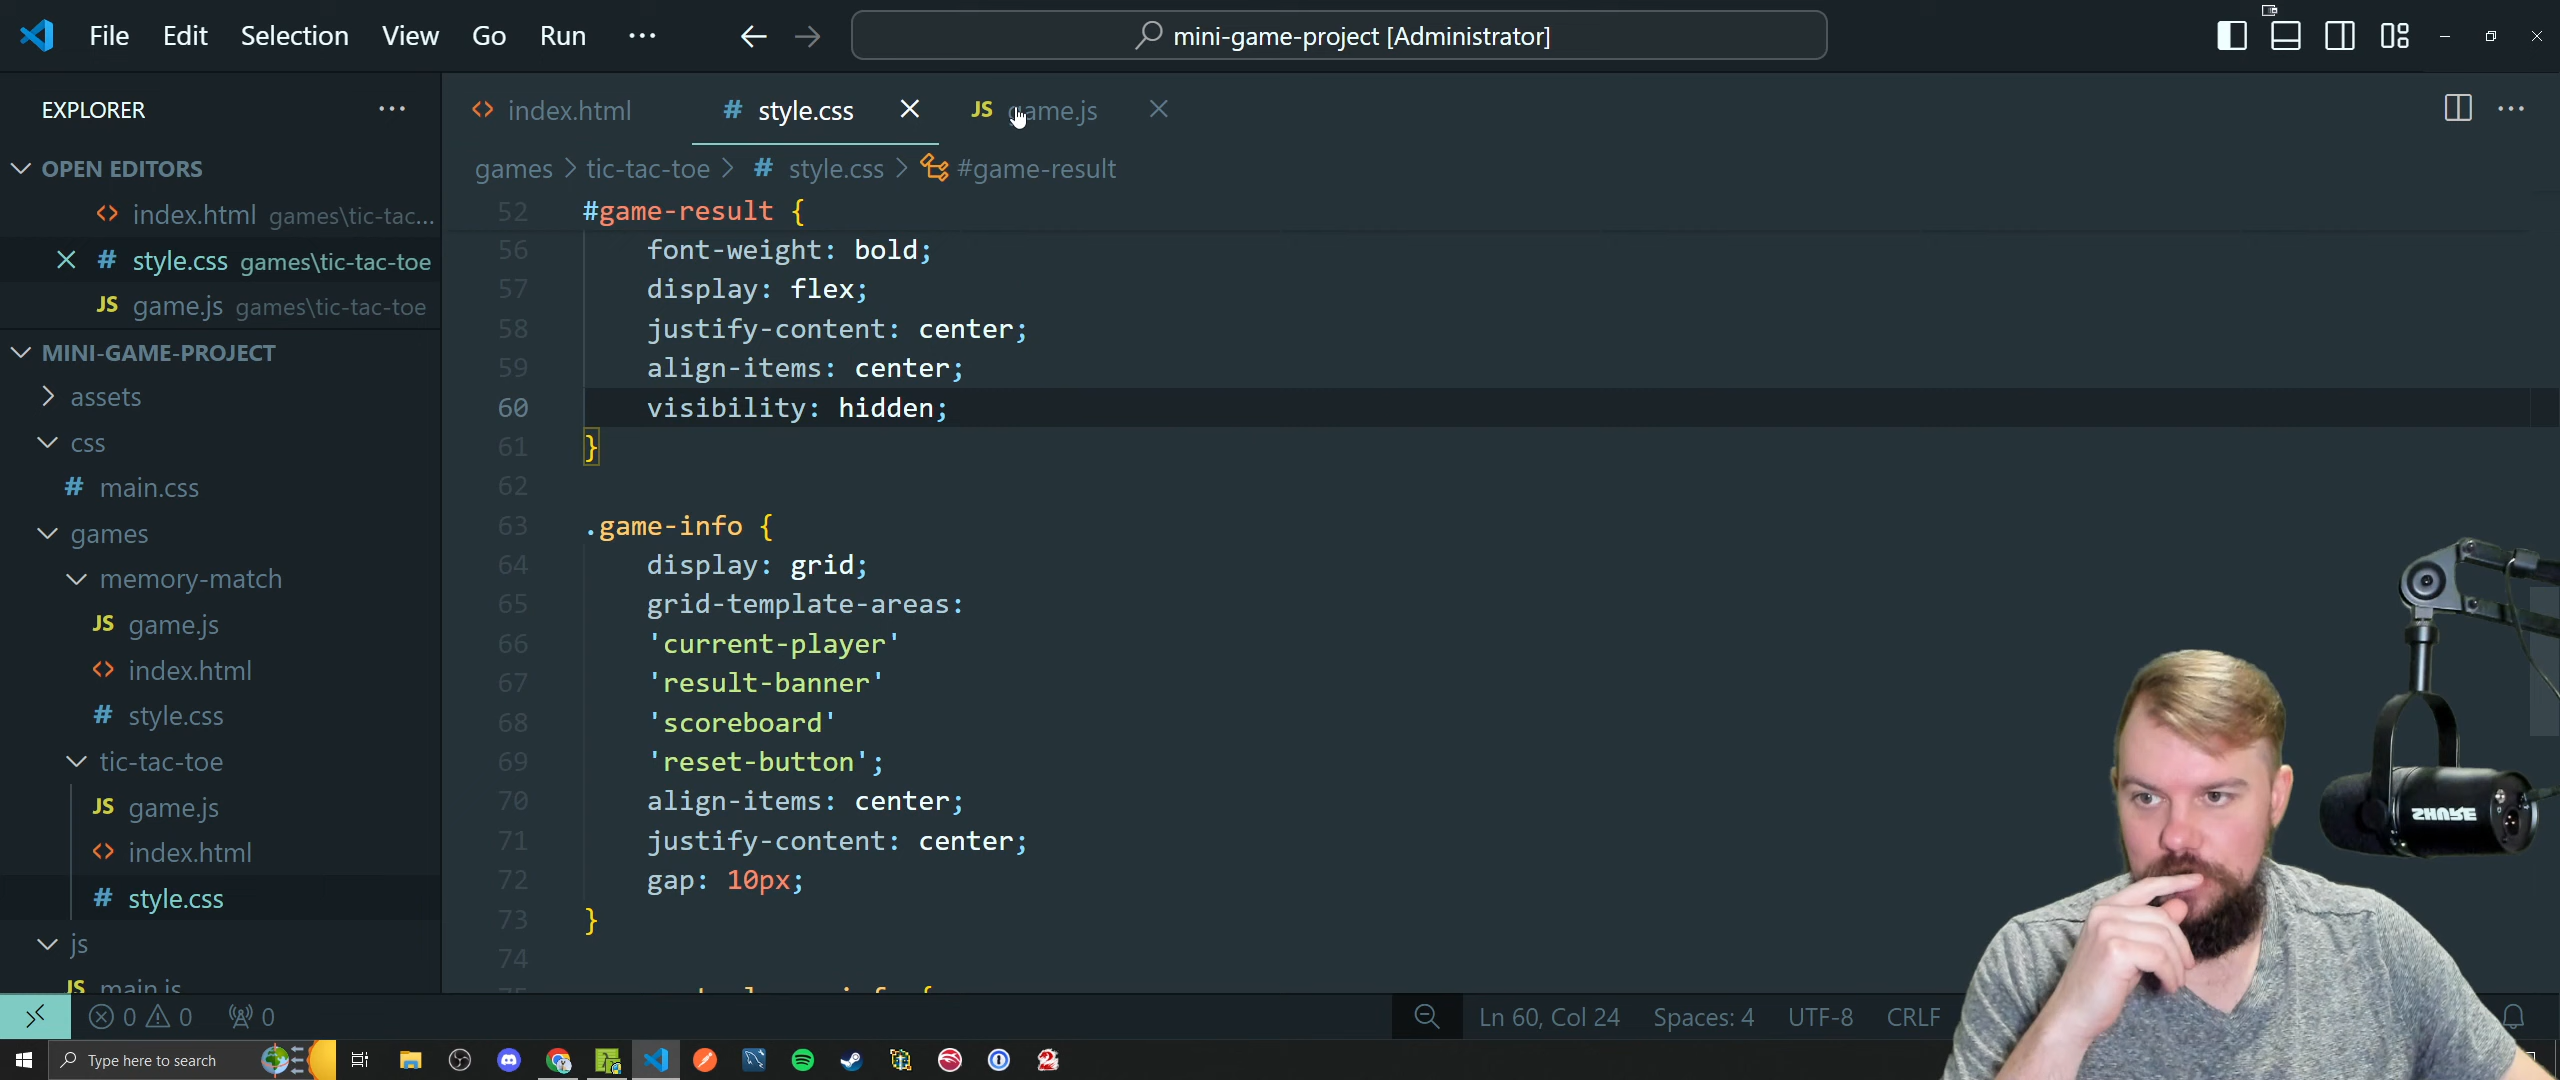 File Edit Selection View Go Run ···
mini-game-project [Administrator]
EXPLORER ···
OPEN EDITORS
<> index.html games\tic-tac...
# style.css games\tic-tac-toe
JS game.js games\tic-tac-toe
MINI-GAME-PROJECT
assets
css
# main.css
games
memory-match
JS game.js
<> index.html
# style.css
tic-tac-toe
JS game.js
<> index.html
# style.css
js
JS main.js
<> index.html
# style.css
JS game.js
games > tic-tac-toe > # style.css > #game-result
52 #game-result {
56 font-weight: bold;
57 display: flex;
58 justify-content: center;
59 align-items: center;
60 visibility: hidden;
61 }
62
63 .game-info {
64 display: grid;
65 grid-template-areas:
66 'current-player'
67 'result-banner'
68 'scoreboard'
69 'reset-button';
70 align-items: center;
71 justify-content: center;
72 gap: 10px;
73 }
74
SHURE
0 0 0
Ln 60, Col 24 Spaces: 4 UTF-8 CRLF
Type here to search